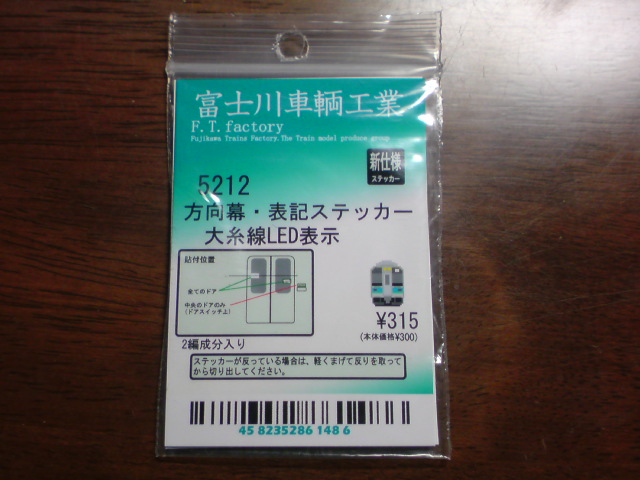 富士川車輌工業
F.T.factory
Fujikawa Trains Factory.The Train model produce group
新仕様
ステッカー
5212
方向幕・表記ステッカー
大糸線LED表示
貼付位置
全てのドア
中央のドアのみ
(ドアスイッチ上)
¥315
(本体価格¥300)
2編成分入り
ステッカーが反っている場合は、軽くまげて反りを取って
から切り出してください。
45 8235286 148 6